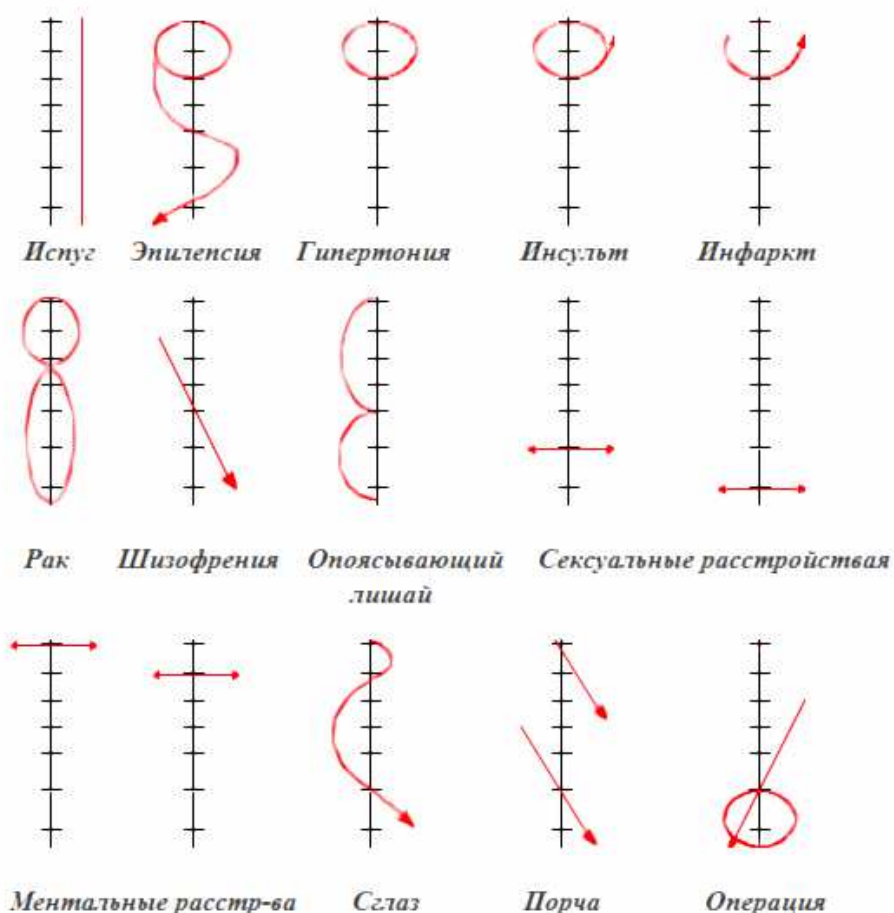 Испуг Эпилепсия Гипертония Инсульт Инфаркт
Рак Шизофрения Опоясывающий Сексуальные расстройствая
лишай
Ментальные расстр-ва Сглаз Порча Операция